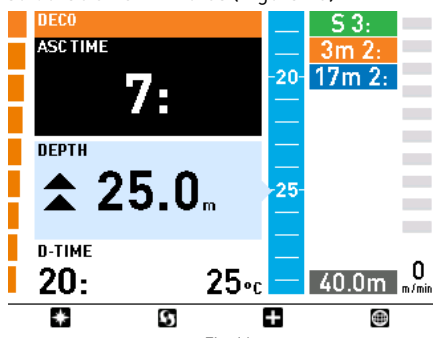 DECO
ASC TIME
7:
DEPTH
25.0 m
D-TIME
20:
25°C
20
25
S 3:
3m 2:
17m 2:
40.0m
0
m/min